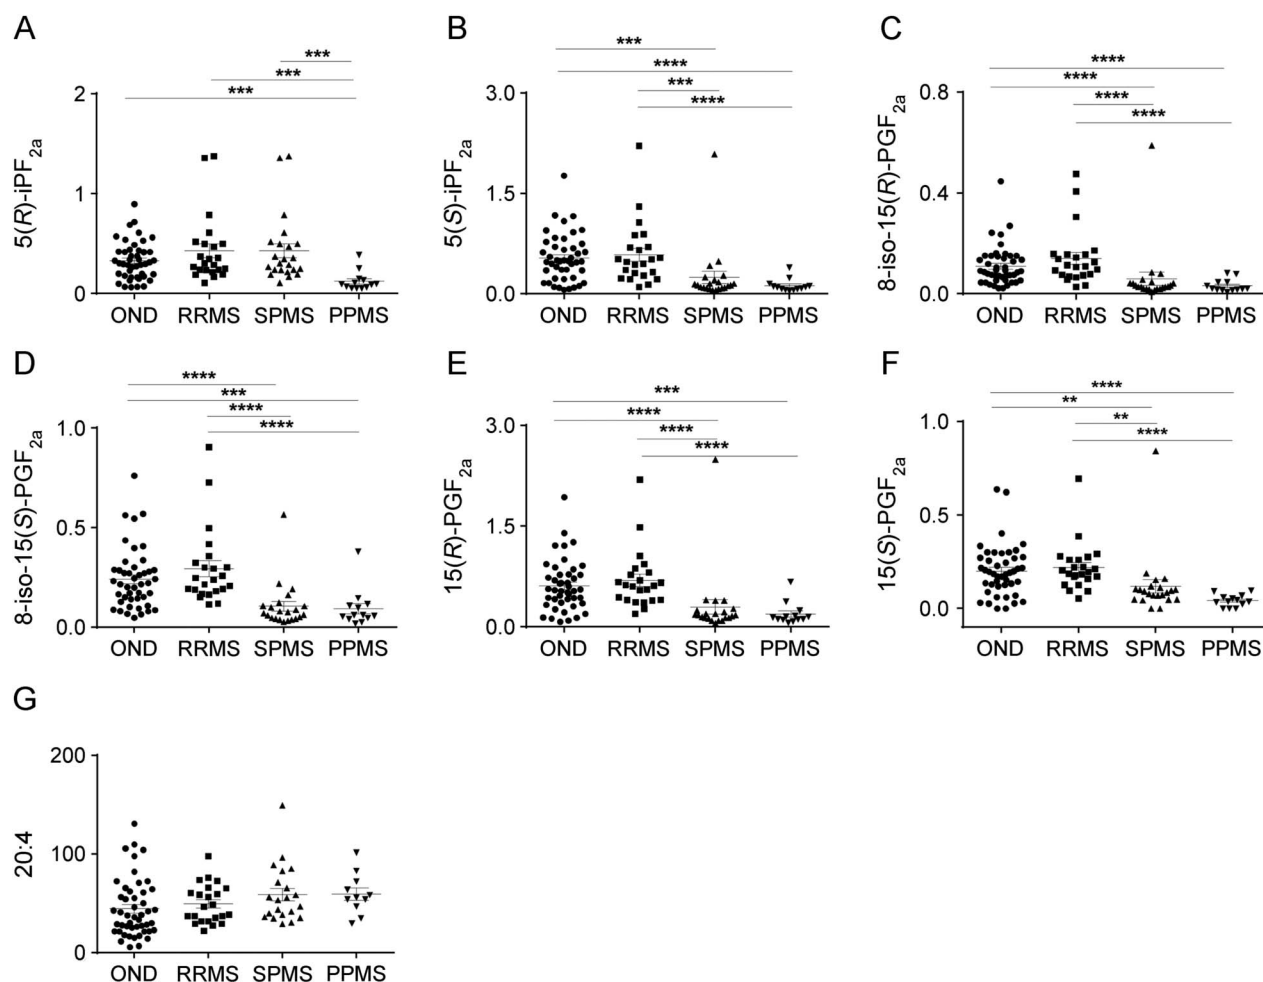 A
***
***
***
5(R)-iPF2a
2
1
0
OND RRMS SPMS PPMS
B
***
****
***
****
5(S)-iPF2a
3.0
1.5
0.0
OND RRMS SPMS PPMS
C
****
****
****
****
8-iso-15(R)-PGF2a
0.8
0.4
0.0
OND RRMS SPMS PPMS
D
****
***
****
****
8-iso-15(S)-PGF2a
1.0
0.5
0.0
OND RRMS SPMS PPMS
E
***
****
****
****
15(R)-PGF2a
3.0
1.5
0.0
OND RRMS SPMS PPMS
F
****
**
**
****
15(S)-PGF2a
1.0
0.5
0.0
OND RRMS SPMS PPMS
G
20:4
200
100
0
OND RRMS SPMS PPMS